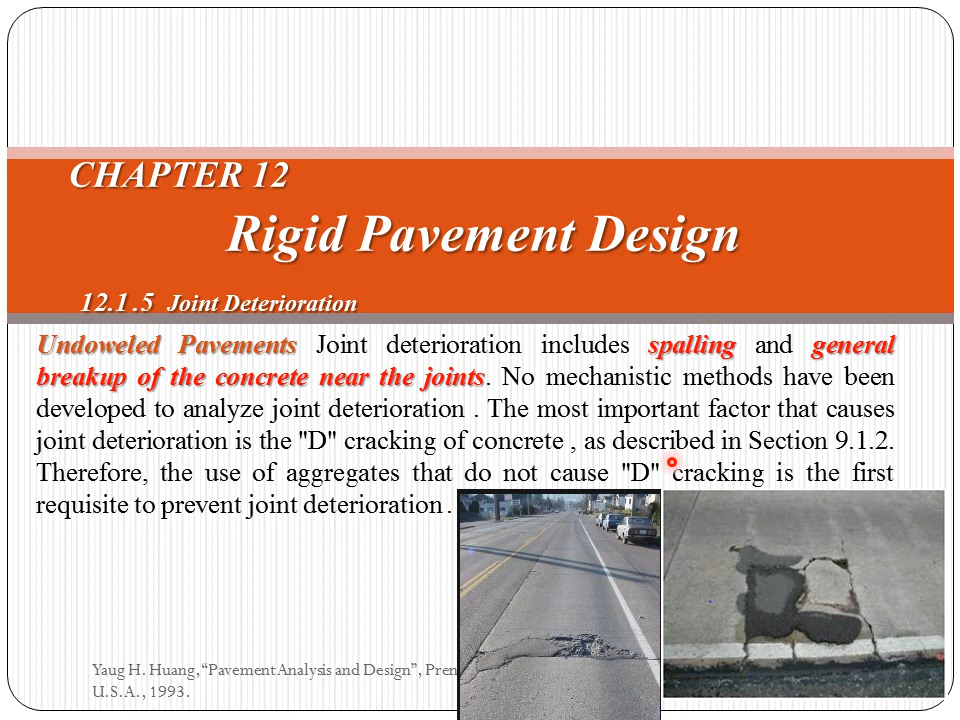 CHAPTER 12
Rigid Pavement Design
12.1.5 Joint Deterioration
Undoweled Pavements Joint deterioration includes spalling and general
breakup of the concrete near the joints. No mechanistic methods have been
developed to analyze joint deterioration . The most important factor that causes
joint deterioration is the "D" cracking of concrete , as described in Section 9.1.2.
Therefore, the use of aggregates that do not cause "D" cracking is the first
requisite to prevent joint deterioration .
Yaug H. Huang, “Pavement Analysis and Design”,
U.S.A., 1993.